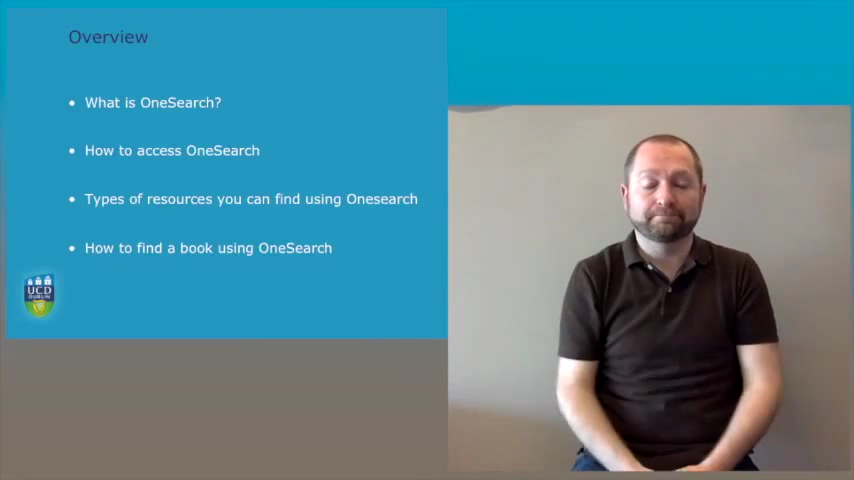 Overview
• What is OneSearch?
• How to access OneSearch
• Types of resources you can find using Onesearch
• How to find a book using OneSearch
UCD
DUBLIN